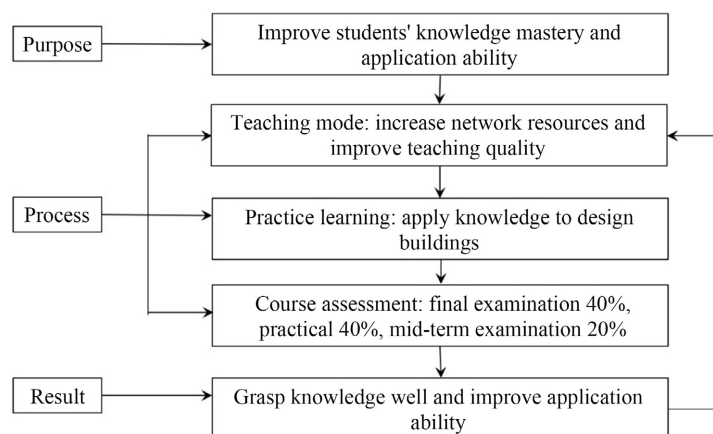 Purpose
Improve students' knowledge mastery and
application ability
Teaching mode: increase network resources and
improve teaching quality
Process
Practice learning: apply knowledge to design
buildings
Course assessment: final examination 40%,
practical 40%, mid-term examination 20%
Result
Grasp knowledge well and improve application
ability